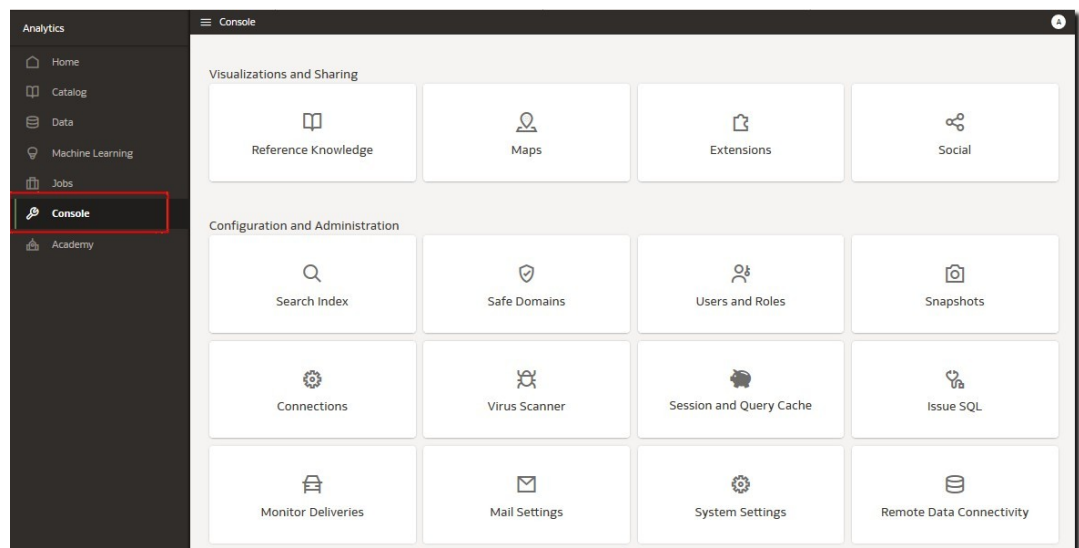 Analytics
Home
Catalog
Data
Machine Learning
Jobs
Console
Academy
Console
A
Visualizations and Sharing
Reference Knowledge
Maps
Extensions
Social
Configuration and Administration
Search Index
Safe Domains
Users and Roles
Snapshots
Connections
Virus Scanner
Session and Query Cache
Issue SQL
Monitor Deliveries
Mail Settings
System Settings
Remote Data Connectivity